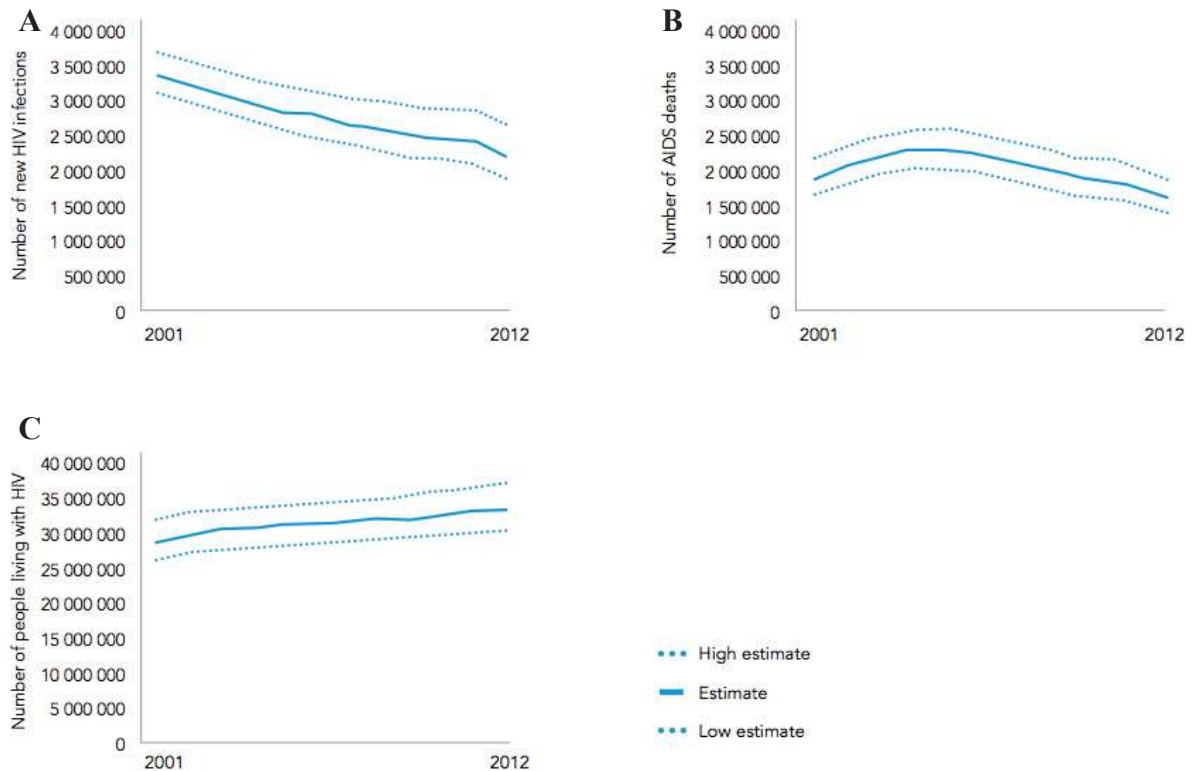 A
Number of new HIV infections
4 000 000
3 500 000
3 000 000
2 500 000
2 000 000
1 500 000
1 000 000
500 000
0
2001
2012
B
Number of AIDS deaths
4 000 000
3 500 000
3 000 000
2 500 000
2 000 000
1 500 000
1 000 000
500 000
0
2001
2012
C
Number of people living with HIV
40 000 000
35 000 000
30 000 000
25 000 000
20 000 000
15 000 000
10 000 000
5 000 000
0
2001
2012
High estimate
Estimate
Low estimate